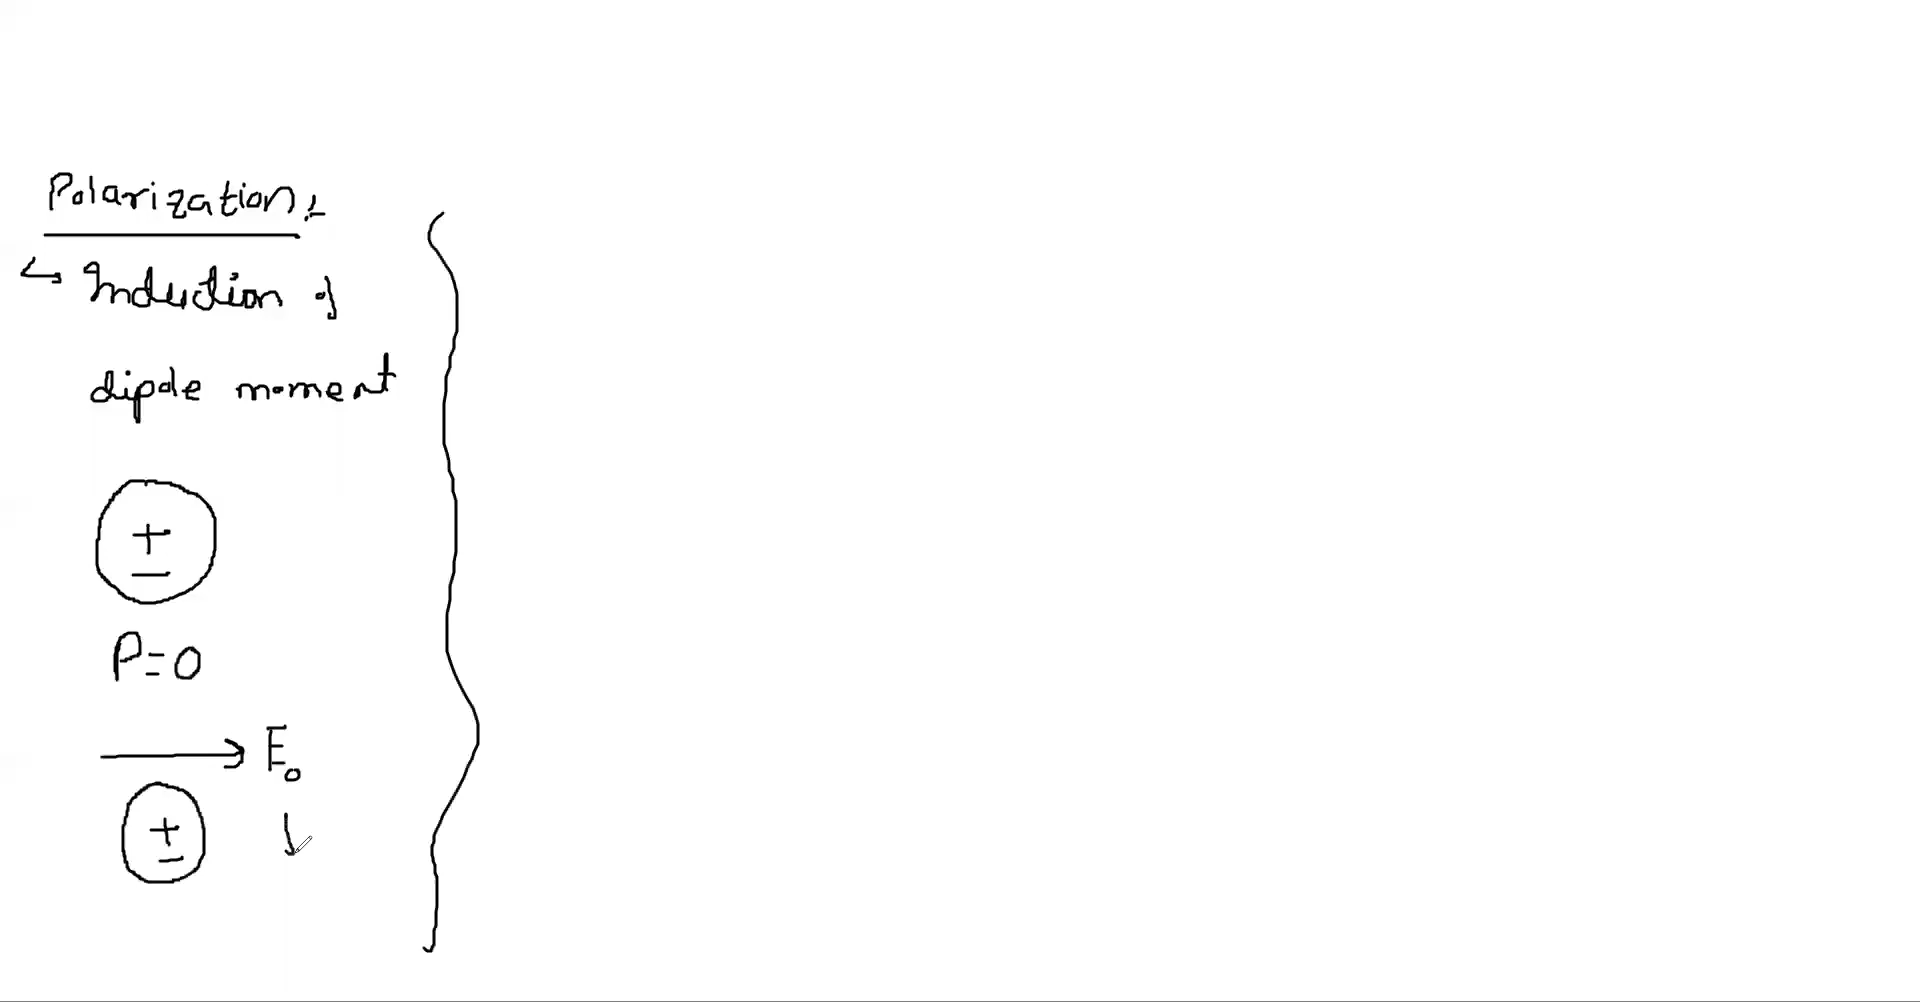 Polarization :-
↳ Induction of
dipole moment
+
−
P=0
→ E₀
+
−
↓